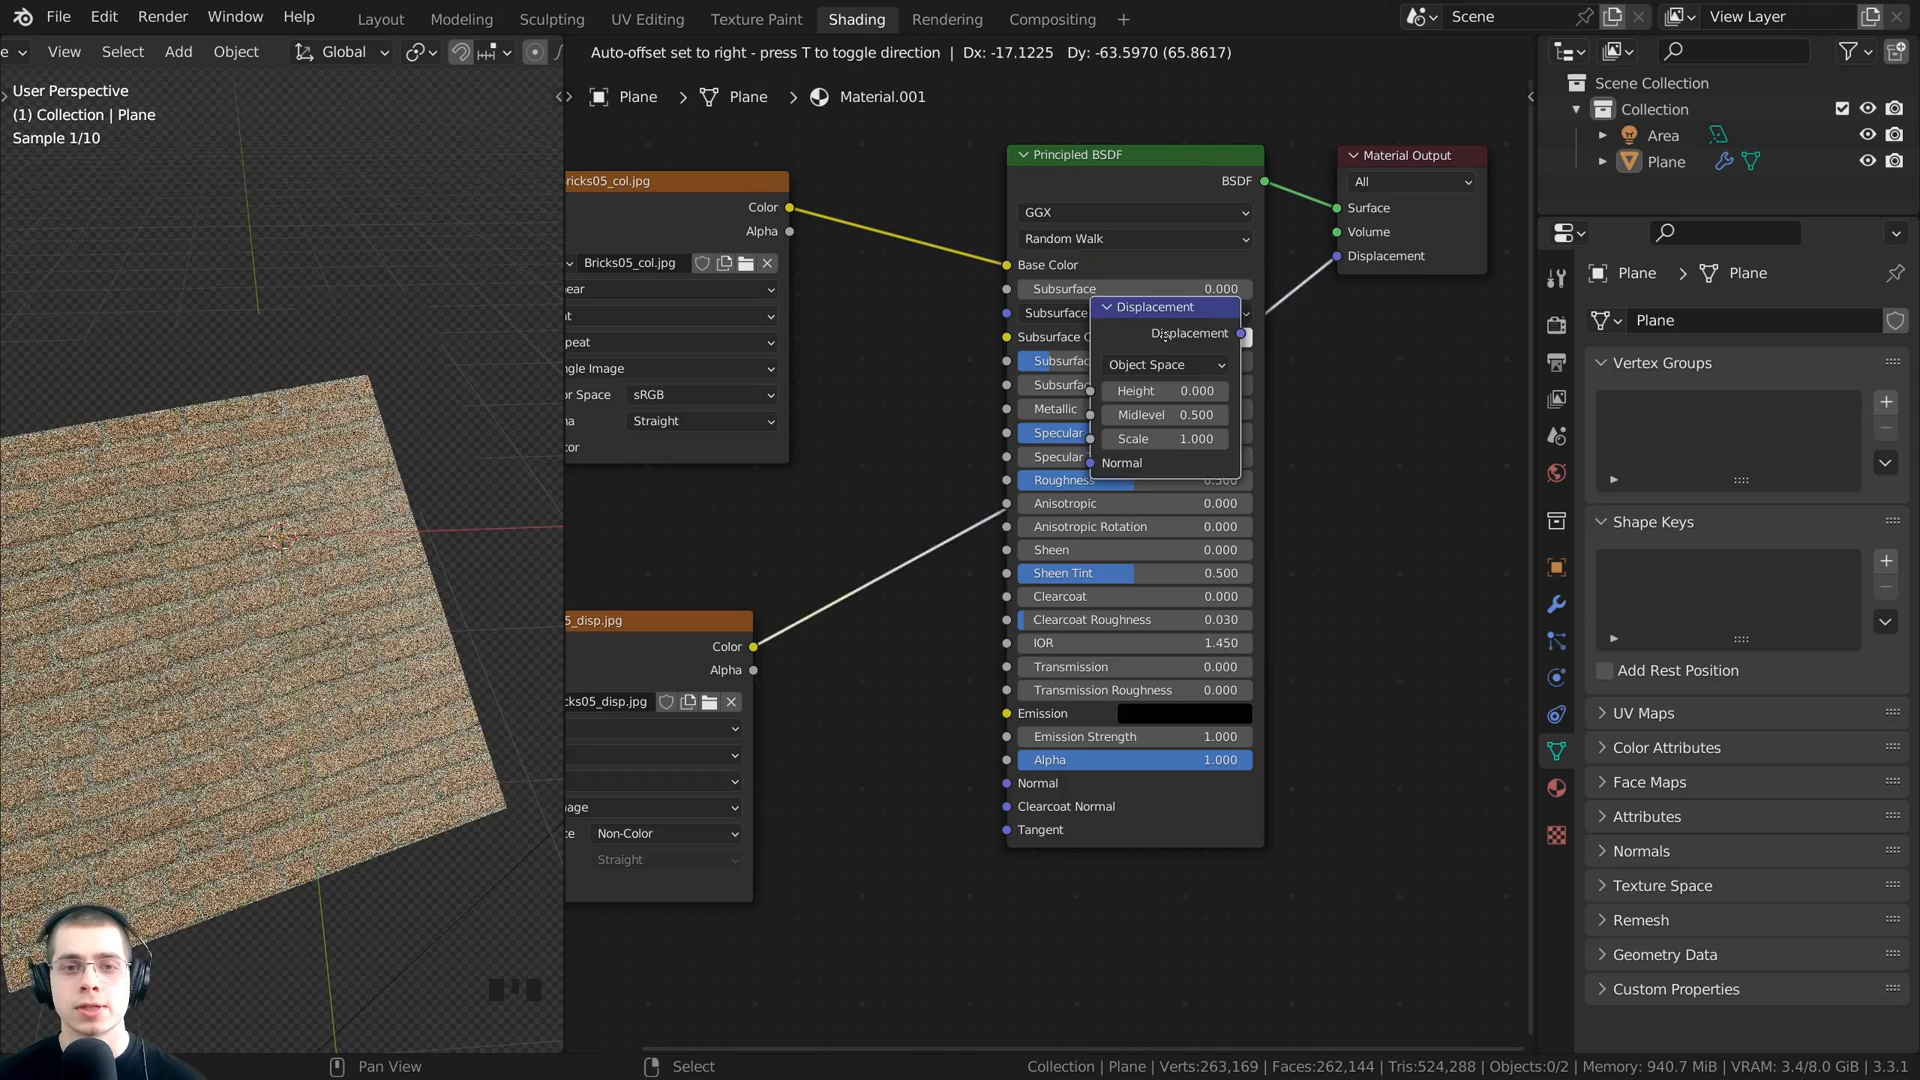 File Edit Render Window Help Layout Modeling Sculpting UV Editing Texture Paint Shading Rendering Compositing + Scene View Layer
View Select Add Object Global
Auto-offset set to right - press T to toggle direction | Dx: -17.1225 Dy: -63.5970 (65.8617)
User Perspective
(1) Collection | Plane
Sample 1/10
Plane > Plane > Material.001
ricks05_col.jpg
Color
Alpha
Bricks05_col.jpg
ear
t
peat
ngle Image
or Space sRGB
a Straight
tor
5_disp.jpg
Color
Alpha
cks05_disp.jpg
age
e Non-Color
Straight
Principled BSDF
BSDF
GGX
Random Walk
Base Color
Subsurface 0.000
Subsurface
Subsurface C
Subsurfac
Subsurfa
Metallic
Specular
Specular
Roughness 0.500
Anisotropic 0.000
Anisotropic Rotation 0.000
Sheen 0.000
Sheen Tint 0.500
Clearcoat 0.000
Clearcoat Roughness 0.030
IOR 1.450
Transmission 0.000
Transmission Roughness 0.000
Emission
Emission Strength 1.000
Alpha 1.000
Normal
Clearcoat Normal
Tangent
Displacement
Displacement
Object Space
Height 0.000
Midlevel 0.500
Scale 1.000
Normal
Material Output
All
Surface
Volume
Displacement
Scene Collection
Collection
Area
Plane
Plane > Plane
Plane
Vertex Groups
Shape Keys
Add Rest Position
UV Maps
Color Attributes
Face Maps
Attributes
Normals
Texture Space
Remesh
Geometry Data
Custom Properties
Pan View
Select
Collection | Plane | Verts:263,169 | Faces:262,144 | Tris:524,288 | Objects:0/2 | Memory: 940.7 MiB | VRAM: 3.4/8.0 GiB | 3.3.1